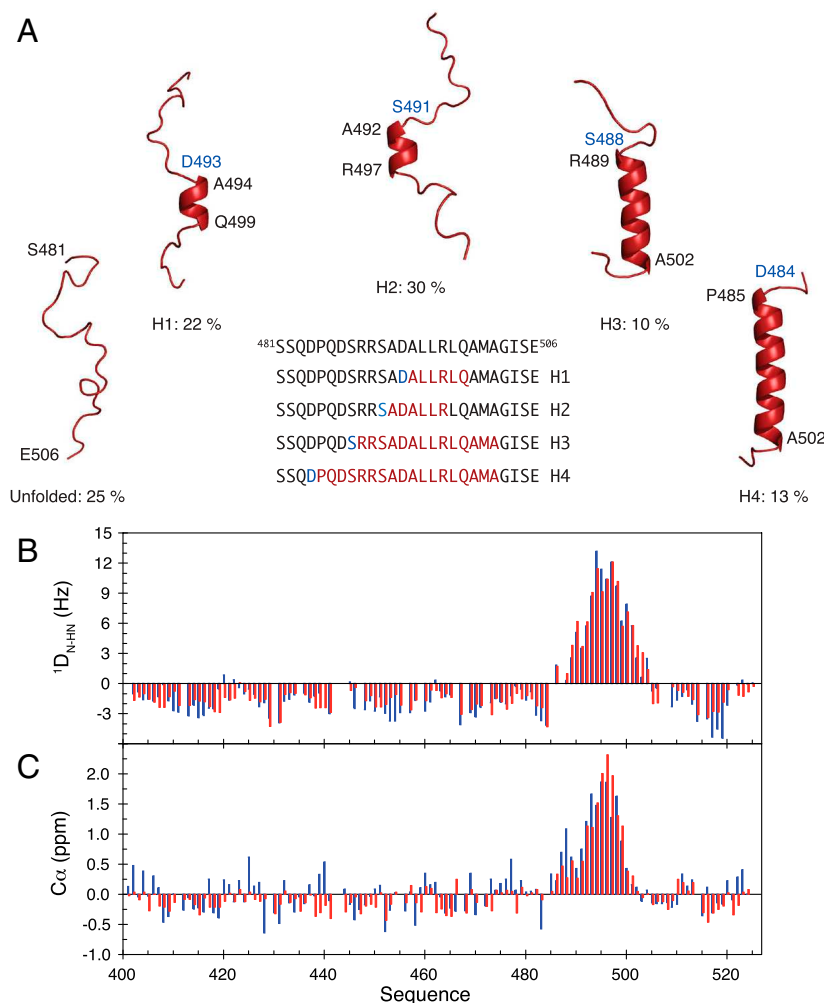 A
S491
A492
R497
D493
A494
Q499
S488
R489
A502
S481
D484
P485
H2: 30 %
H1: 22 %
H3: 10 %
481SSQDPQDSRRSADALLRLQAMAGISE506
SSQDPQDSRRSADALLRLQAMAGISE H1
SSQDPQDSRRSADALLRLQAMAGISE H2
SSQDPQDSRRSADALLRLQAMAGISE H3
SSQDPQDSRRSADALLRLQAMAGISE H4
E506
A502
Unfolded: 25 %
H4: 13 %
B
15
12
9
6
3
0
-3
1DN-HN (Hz)
C
2.0
1.5
1.0
0.5
0.0
-0.5
-1.0
Cα (ppm)
400 420 440 460 480 500 520
Sequence